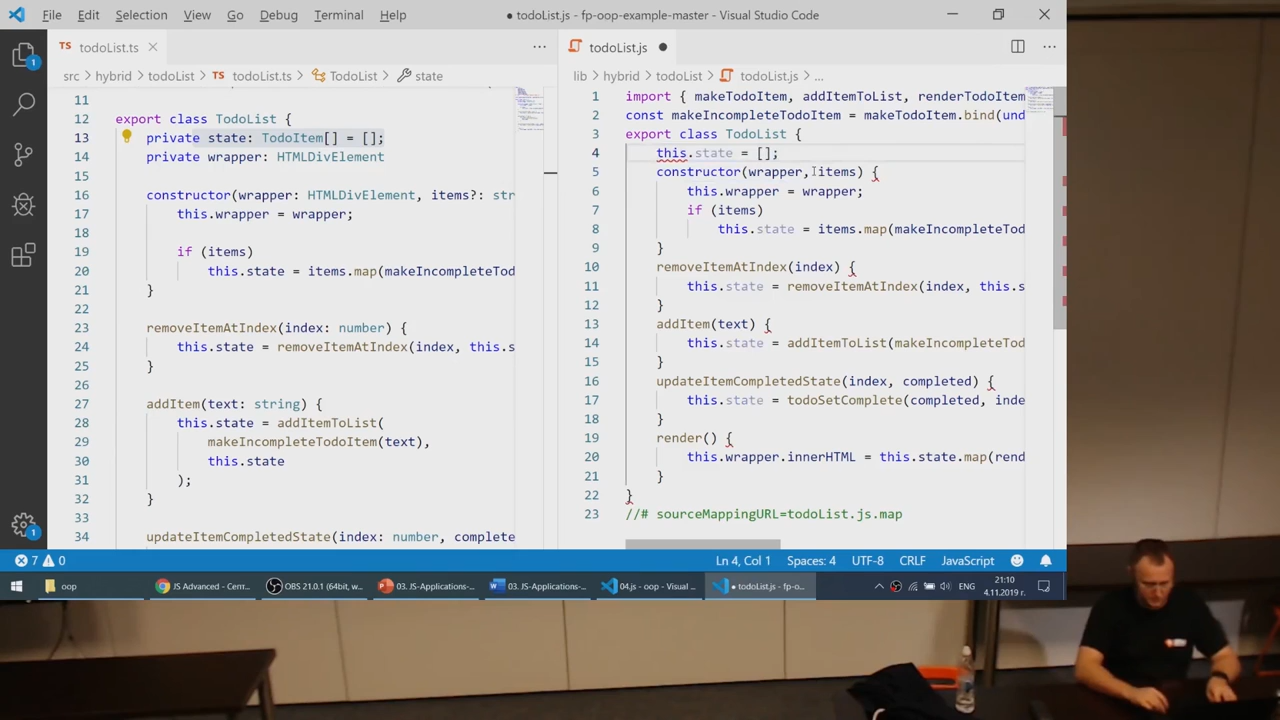 File Edit Selection View Go Debug Terminal Help
● todoList.js - fp-oop-example-master - Visual Studio Code
TS todoList.ts
src > hybrid > todoList > TS todoList.ts > TodoList > state
11
12 export class TodoList {
13 private state: TodoItem[] = [];
14 private wrapper: HTMLDivElement
15
16 constructor(wrapper: HTMLDivElement, items?: str
17 this.wrapper = wrapper;
18
19 if (items)
20 this.state = items.map(makeIncompleteTod
21 }
22
23 removeItemAtIndex(index: number) {
24 this.state = removeItemAtIndex(index, this.s
25 }
26
27 addItem(text: string) {
28 this.state = addItemToList(
29 makeIncompleteTodoItem(text),
30 this.state
31 );
32 }
33
34 updateItemCompletedState(index: number, complete
todoList.js ●
lib > hybrid > todoList > todoList.js > ...
1 import { makeTodoItem, addItemToList, renderTodoItem
2 const makeIncompleteTodoItem = makeTodoItem.bind(und
3 export class TodoList {
4 this.state = [];
5 constructor(wrapper, items) {
6 this.wrapper = wrapper;
7 if (items)
8 this.state = items.map(makeIncompleteTod
9 }
10 removeItemAtIndex(index) {
11 this.state = removeItemAtIndex(index, this.s
12 }
13 addItem(text) {
14 this.state = addItemToList(makeIncompleteTod
15 }
16 updateItemCompletedState(index, completed) {
17 this.state = todoSetComplete(completed, inde
18 }
19 render() {
20 this.wrapper.innerHTML = this.state.map(rend
21 }
22 }
23 //# sourceMappingURL=todoList.js.map
1
1
7 0
Ln 4, Col 1 Spaces: 4 UTF-8 CRLF JavaScript
oop
JS Advanced - Cent...
OBS 21.0.1 (64bit, w...
03. JS-Applications-...
03. JS-Applications-...
04.js - oop - Visual ...
● todoList.js - fp-o...
ENG
21:10
4.11.2019 г.